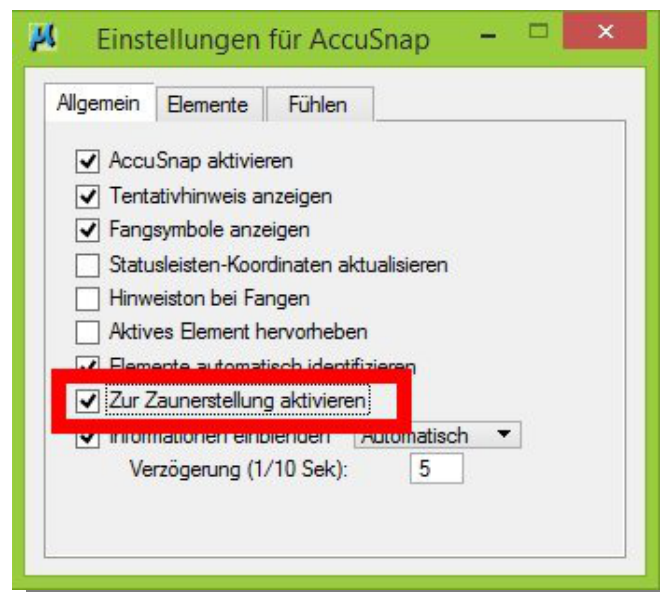 Einstellungen für AccuSnap
Allgemein Elemente Fühlen
AccuSnap aktivieren
Tentativhinweis anzeigen
Fangsymbole anzeigen
Statusleisten-Koordinaten aktualisieren
Hinweiston bei Fangen
Aktives Element hervorheben
Elemente automatisch identifizieren
Zur Zaunerstellung aktivieren
Informationen einblenden Automatisch
Verzögerung (1/10 Sek): 5